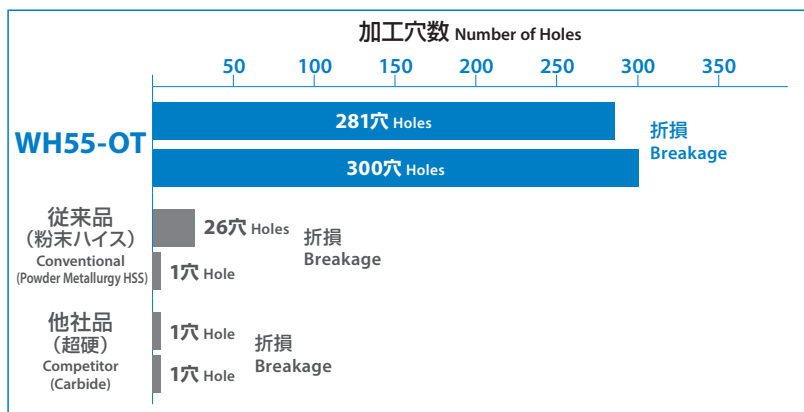 加工穴数 Number of Holes
50 100 150 200 250 300 350
WH55-OT
281穴 Holes
300穴 Holes
折損
Breakage
従来品
（粉末ハイス）
Conventional
(Powder Metallurgy HSS)
26穴 Holes
1穴 Hole
折損
Breakage
他社品
（超硬）
Competitor
(Carbide)
1穴 Hole
1穴 Hole
折損
Breakage